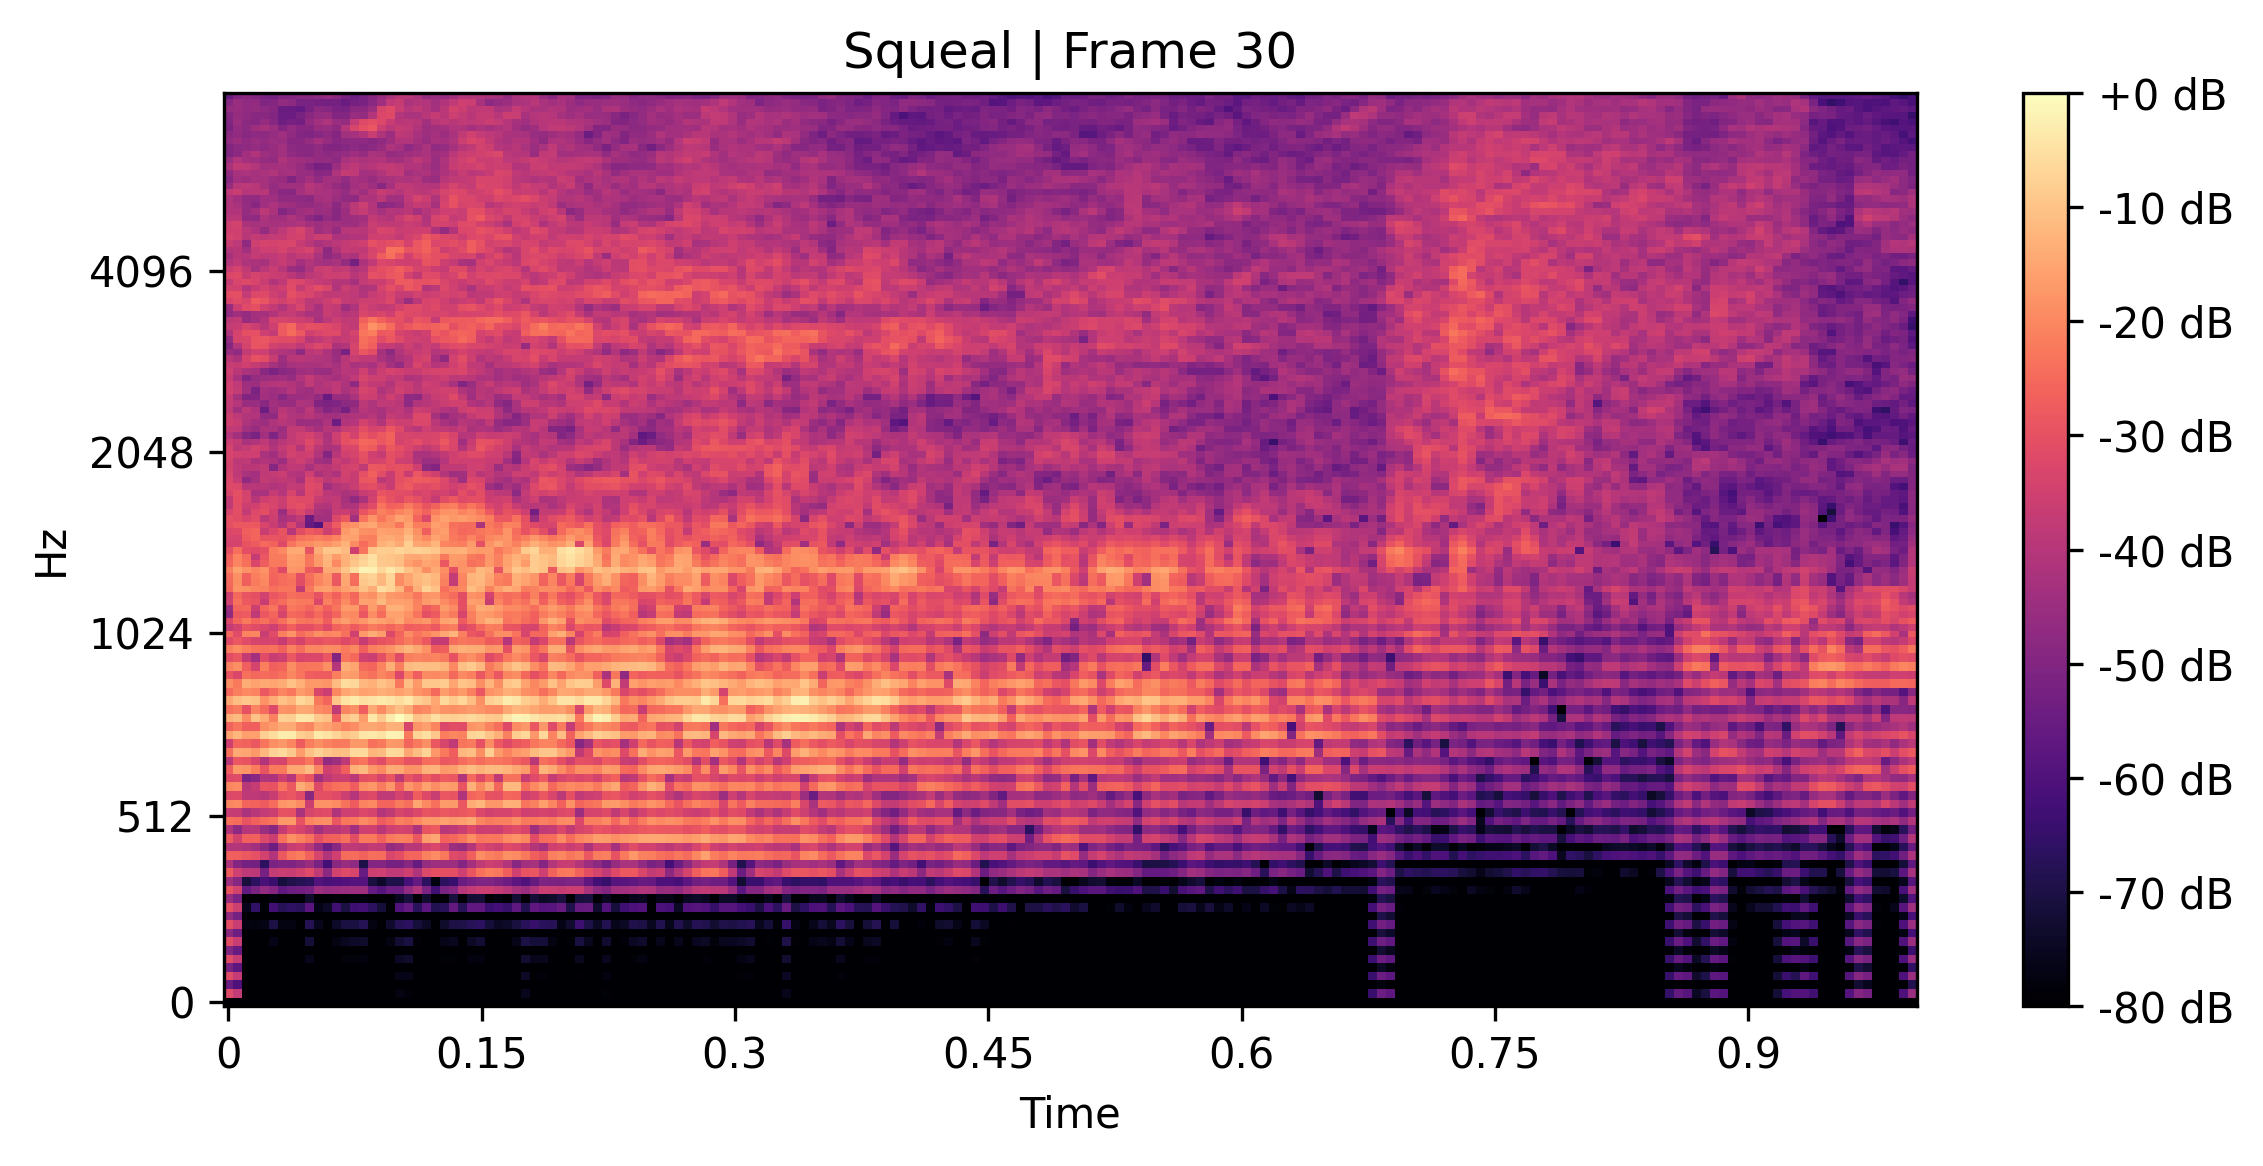 Squeal | Frame 30
+0 dB
-10 dB
-20 dB
-30 dB
-40 dB
-50 dB
-60 dB
-70 dB
-80 dB
Hz
4096
2048
1024
512
0
0 0.15 0.3 0.45 0.6 0.75 0.9
Time